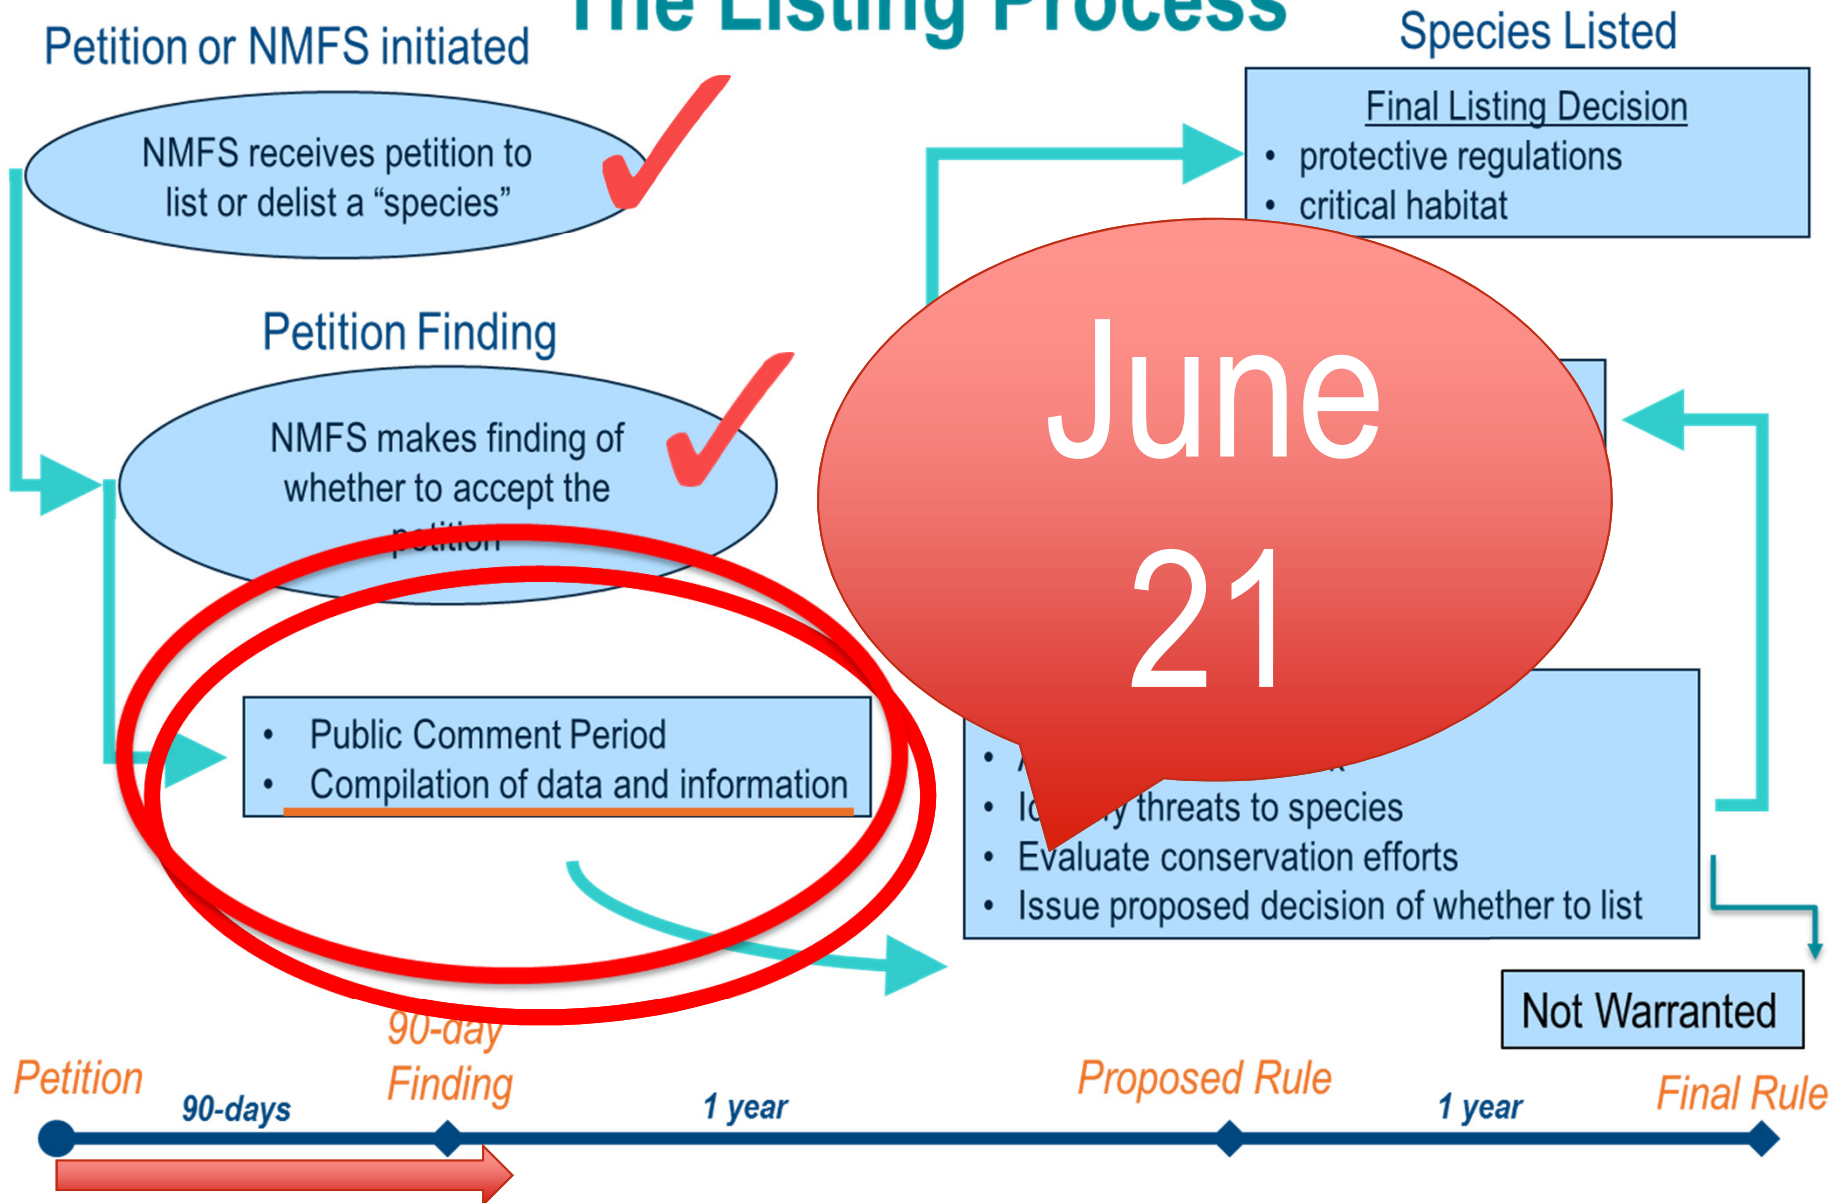 The Listing Process
Petition or NMFS initiated
NMFS receives petition to
list or delist a “species”
Petition Finding
NMFS makes finding of
whether to accept the
petition
• Public Comment Period
• Compilation of data and information
Species Listed
Final Listing Decision
• protective regulations
• critical habitat
June
21
• threats to species
• Evaluate conservation efforts
• Issue proposed decision of whether to list
Not Warranted
Petition
90-days
90-day
Finding
1 year
Proposed Rule
1 year
Final Rule